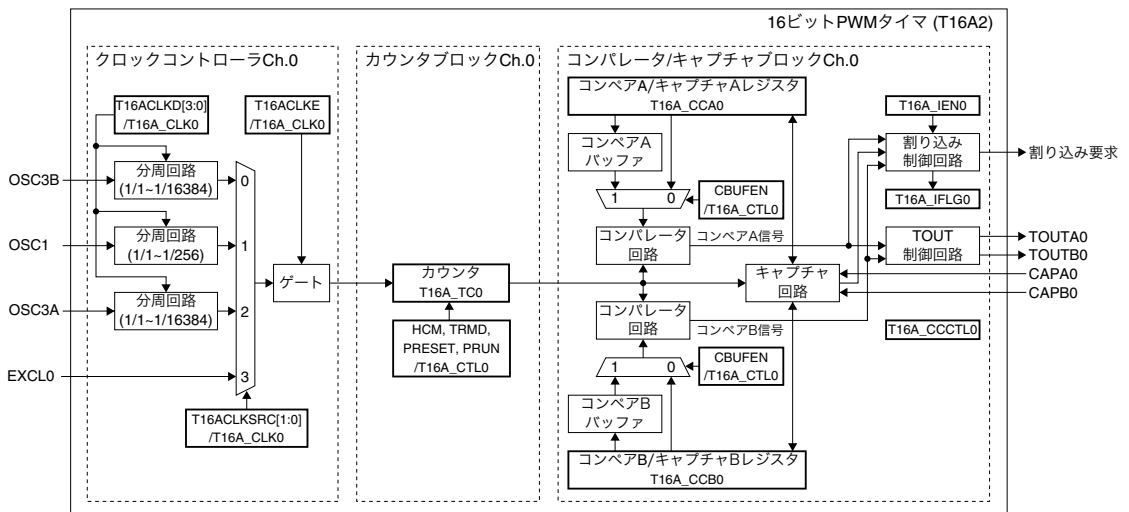 16ビットPWMタイマ (T16A2)
クロックコントローラCh.0
T16ACLKD[3:0]
/T16A_CLK0
T16ACLKE
/T16A_CLK0
OSC3B
分周回路
(1/1~1/16384)
0
OSC1
分周回路
(1/1~1/256)
1
OSC3A
分周回路
(1/1~1/16384)
2
EXCL0
3
ゲート
T16ACLKSRC[1:0]
/T16A_CLK0
カウンタブロックCh.0
カウンタ
T16A_TC0
HCM, TRMD,
PRESET, PRUN
/T16A_CTL0
コンパレータ/キャプチャブロックCh.0
コンペアA/キャプチャAレジスタ
T16A_CCA0
コンペアA
バッファ
1 0
CBUFEN
/T16A_CTL0
コンパレータ
回路
コンペアA信号
キャプチャ
回路
コンパレータ
回路
コンペアB信号
1 0
CBUFEN
/T16A_CTL0
コンペアB
バッファ
コンペアB/キャプチャBレジスタ
T16A_CCB0
T16A_IEN0
割り込み
制御回路
割り込み要求
T16A_IFLG0
TOUT
制御回路
TOUTA0
TOUTB0
CAPA0
CAPB0
T16A_CCCTL0